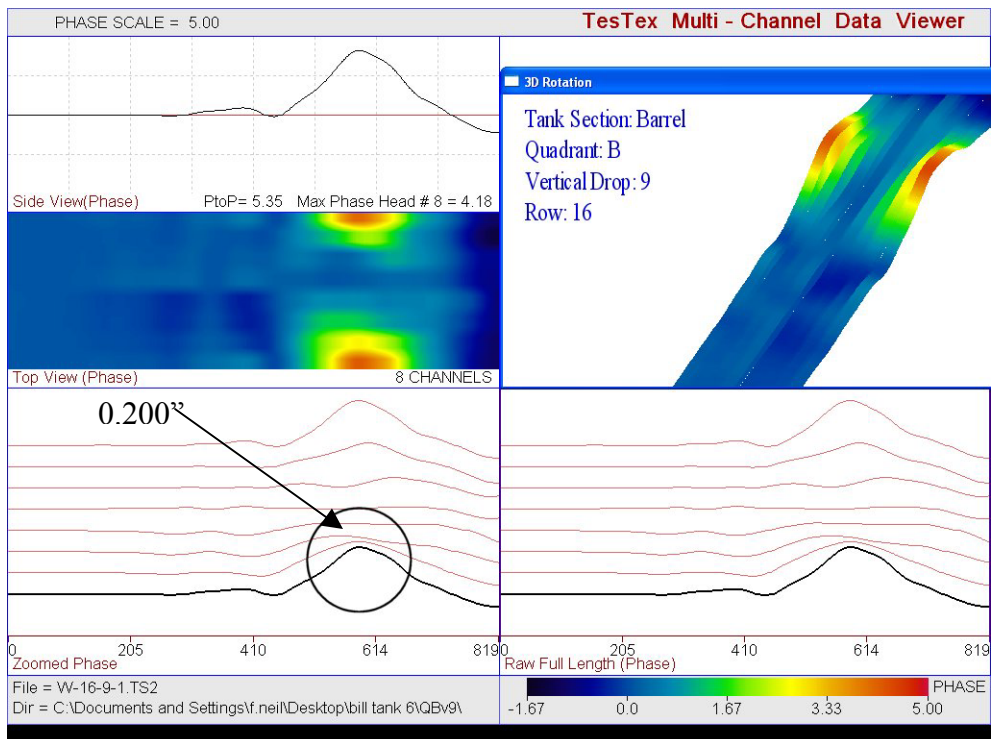 PHASE SCALE = 5.00
TesTex Multi - Channel Data Viewer
3D Rotation
Tank Section: Barrel
Quadrant: B
Vertical Drop: 9
Row: 16
Side View(Phase) PtoP= 5.35 Max Phase Head # 8 = 4.18
Top View (Phase) 8 CHANNELS
0.200”
0 205 410 614 819
Zoomed Phase
0 205 410 614 819
Raw Full Length (Phase)
File = W-16-9-1.TS2
Dir = C:\Documents and Settings\f.neil\Desktop\bill tank 6\QBv9\
PHASE
-1.67 0.0 1.67 3.33 5.00